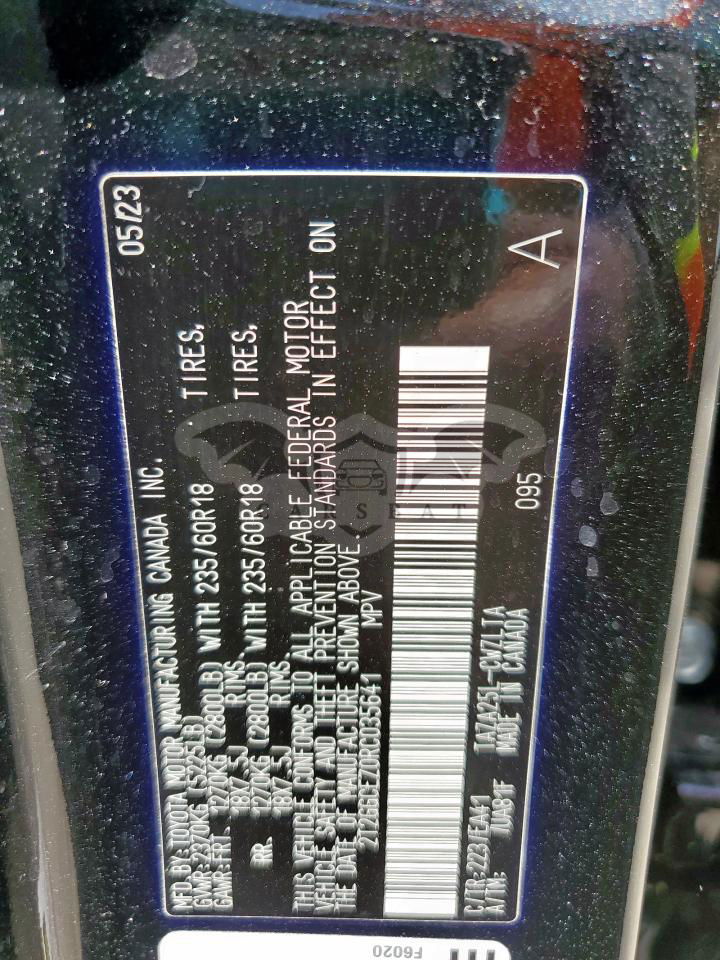 MFD BY: TOYOTA MOTOR MANUFACTURING CANADA INC. 05/23
GVWR: 2370KG (5225LB)
GAWR: FRT. 1270KG (2800LB) WITH 235/60R18 TIRES,
18X7.5J RIMS
RR. 1270KG (2800LB) WITH 235/60R18 TIRES,
18X7.5J RIMS
THIS VEHICLE CONFORMS TO ALL APPLICABLE FEDERAL MOTOR
VEHICLE SAFETY AND THEFT PREVENTION STANDARDS IN EFFECT ON
THE DATE OF MANUFACTURE SHOWN ABOVE.
MPV
CAR SEAT
C/TR: 223/EA41
A/TM: 095 A
MADE IN CANADA
F6020